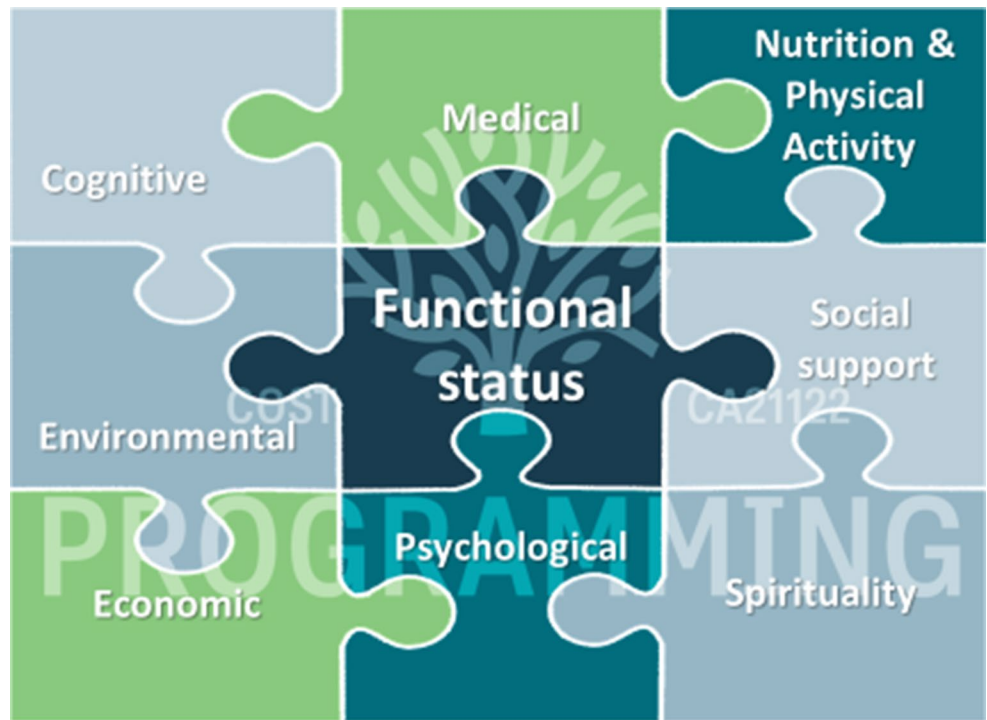 Cognitive
Medical
Nutrition &
Physical
Activity
Environmental
Functional
status
Social
support
COST
CA21122
PROGRAMMING
Economic
Psychological
Spirituality